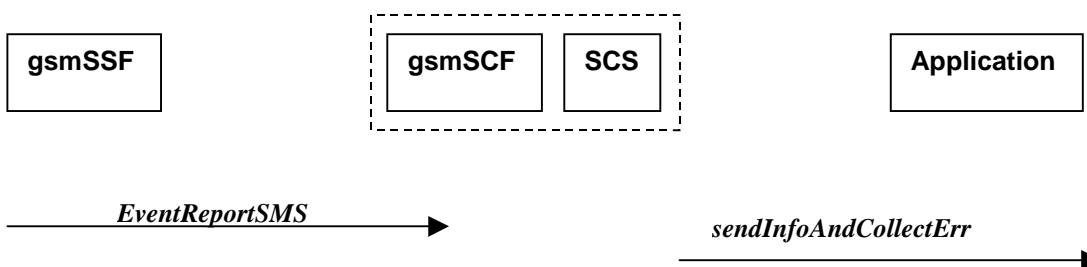 gsmSSF
gsmSCF
SCS
Application
EventReportSMS
sendInfoAndCollectErr